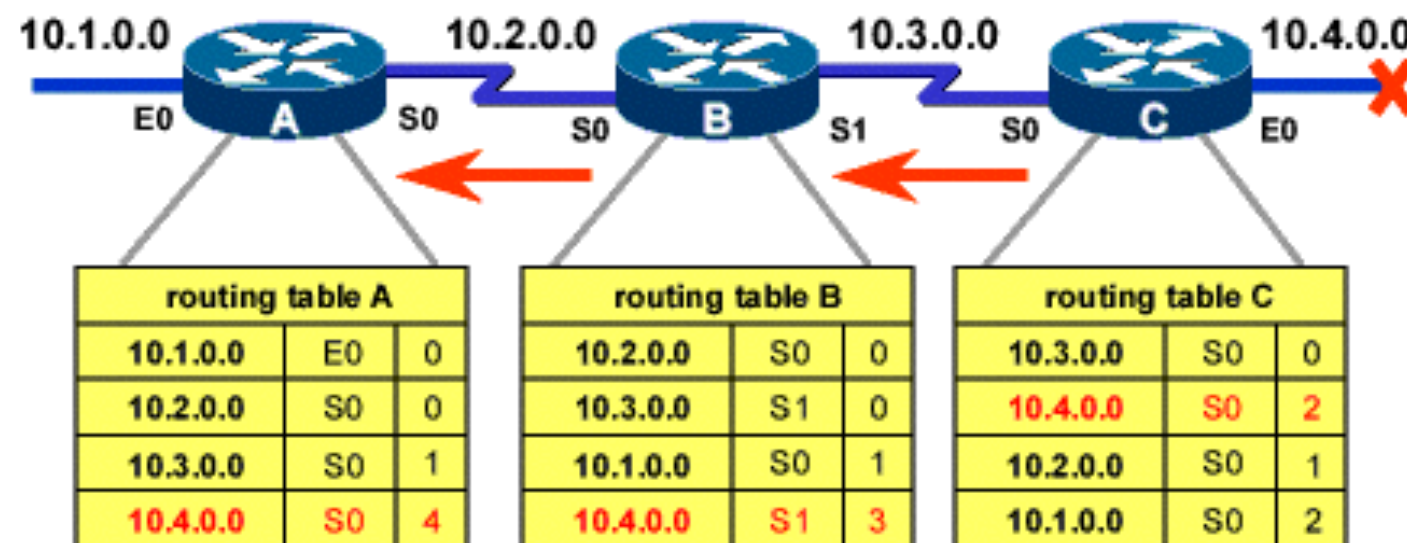 10.1.0.0 10.2.0.0 10.3.0.0 10.4.0.0
E0 A S0 S0 B S1 S0 C E0
routing table A
10.1.0.0 E0 0
10.2.0.0 S0 0
10.3.0.0 S0 1
10.4.0.0 S0 4
routing table B
10.2.0.0 S0 0
10.3.0.0 S1 0
10.1.0.0 S0 1
10.4.0.0 S1 3
routing table C
10.3.0.0 S0 0
10.4.0.0 S0 2
10.2.0.0 S0 1
10.1.0.0 S0 2